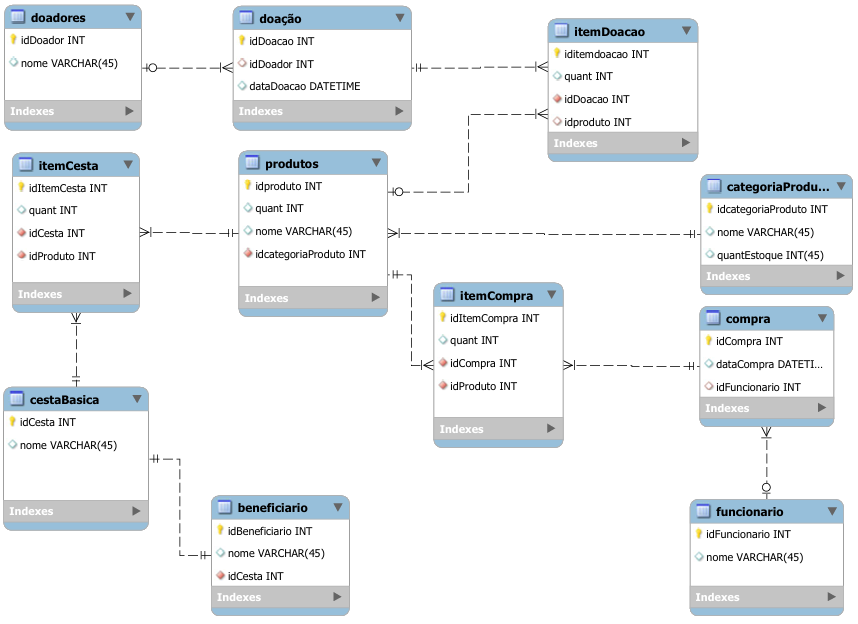 doadores
idDoador INT
nome VARCHAR(45)
Indexes
doação
idDoacao INT
idDoador INT
dataDoacao DATETIME
Indexes
itemDoacao
iditemdoacao INT
quant INT
idDoacao INT
idproduto INT
Indexes
itemCesta
idItemCesta INT
quant INT
idCesta INT
idProduto INT
Indexes
produtos
idproduto INT
quant INT
nome VARCHAR(45)
idcategoriaProduto INT
Indexes
categoriaProdu...
idcategoriaProduto INT
nome VARCHAR(45)
quantEstoque INT(45)
Indexes
itemCompra
idItemCompra INT
quant INT
idCompra INT
idProduto INT
Indexes
compra
idCompra INT
dataCompra DATETI...
idFuncionario INT
Indexes
cestaBasica
idCesta INT
nome VARCHAR(45)
Indexes
beneficiario
idBeneficiario INT
nome VARCHAR(45)
idCesta INT
Indexes
funcionario
idFuncionario INT
nome VARCHAR(45)
Indexes